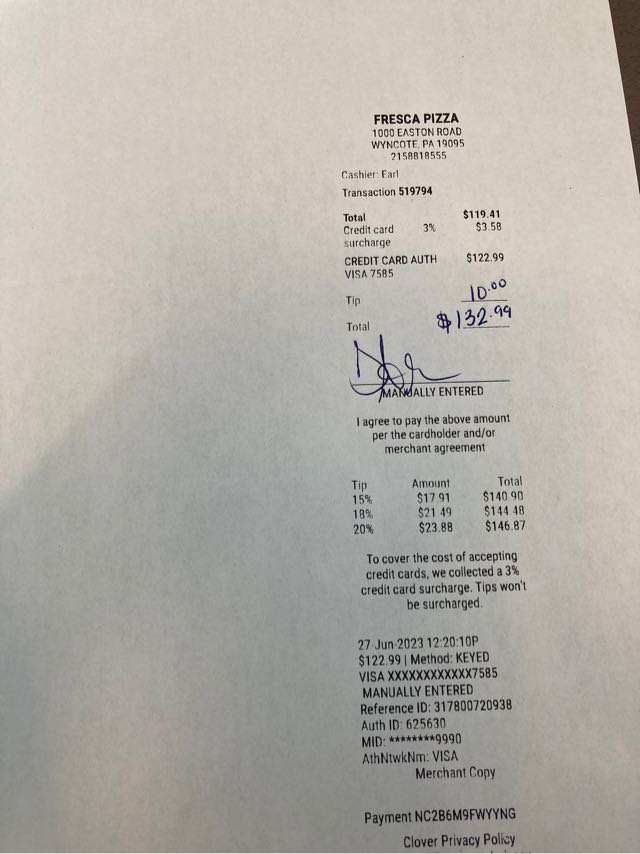 FRESCA PIZZA
1000 EASTON ROAD
WYNCOTE, PA 19095
2158818555
Cashier: Earl
Transaction 519794
Total $119.41
Credit card 3% $3.58
surcharge
CREDIT CARD AUTH $122.99
VISA 7585
Tip 10.00
Total $132.99
MANUALLY ENTERED
I agree to pay the above amount
per the cardholder and/or
merchant agreement
Tip Amount Total
15% $17.91 $140.90
18% $21.49 $144.48
20% $23.88 $146.87
To cover the cost of accepting
credit cards, we collected a 3%
credit card surcharge. Tips won't
be surcharged.
27-Jun-2023 12:20:10P
$122.99 | Method: KEYED
VISA XXXXXXXXXXXX7585
MANUALLY ENTERED
Reference ID: 317800720938
Auth ID: 625630
MID: ********9990
AthNtwkNm: VISA
Merchant Copy
Payment NC2B6M9FWYYNG
Clover Privacy Policy